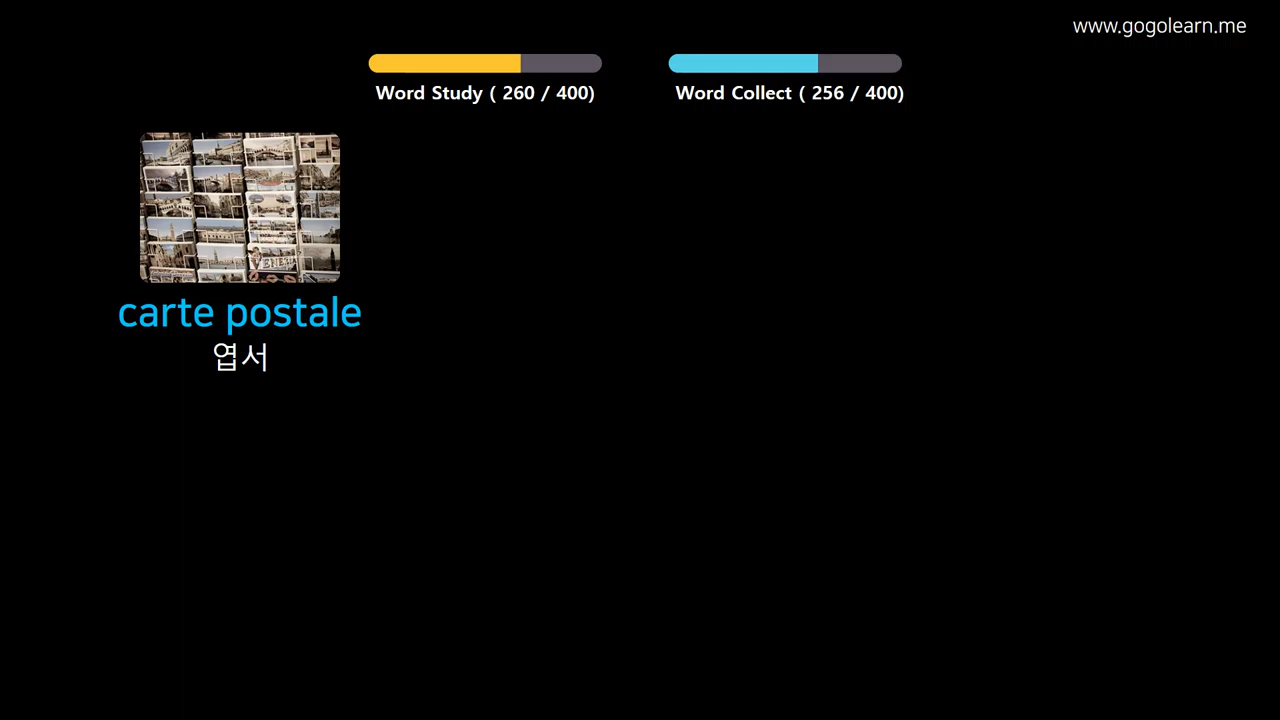 www.gogolearn.me
Word Study ( 260 / 400)
Word Collect ( 256 / 400)
carte postale
엽서